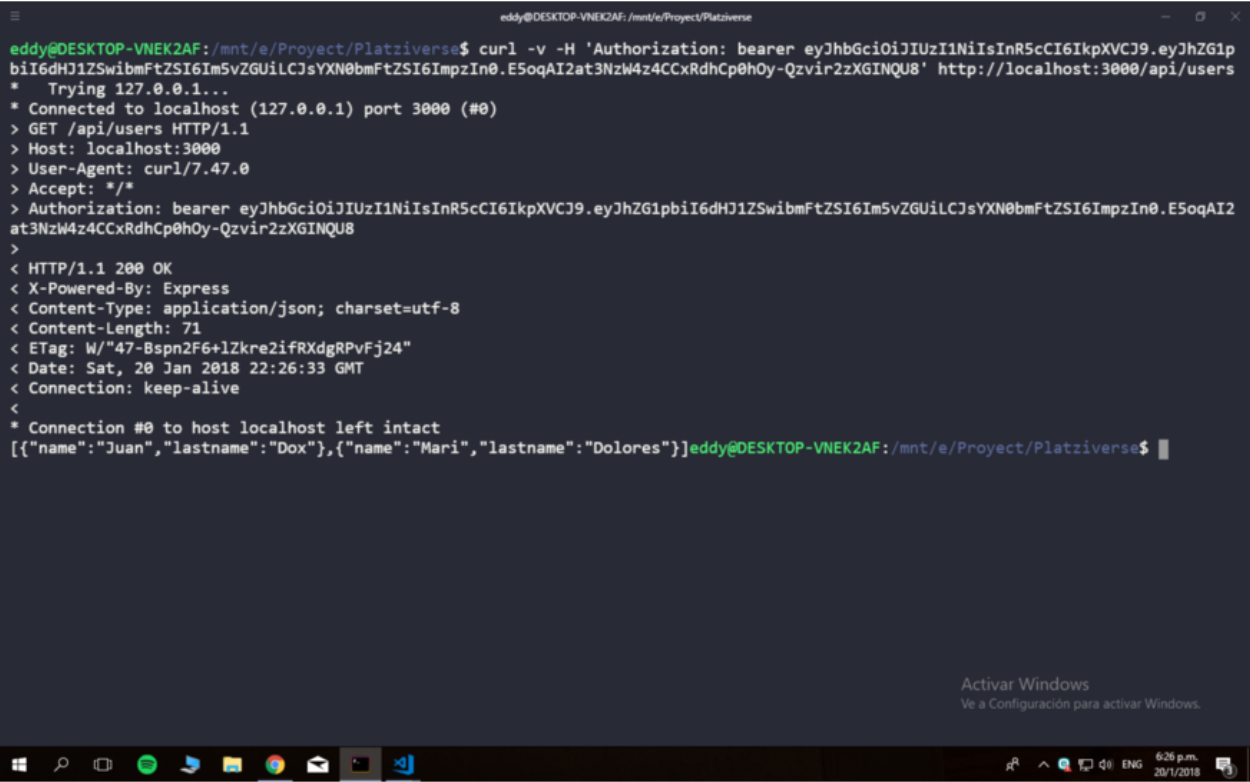 eddy@DESKTOP-VNEK2AF: /mnt/e/Proyect/Platziverse
eddy@DESKTOP-VNEK2AF:/mnt/e/Proyect/Platziverse$ curl -v -H 'Authorization: bearer eyJhbGciOiJIUzI1NiIsInR5cCI6IkpXVCJ9.eyJhZG1p
biI6dHJ1ZSwibmFtZSI6Im5vZGUiLCJsYXN0bmFtZSI6ImpzIn0.E5oqAI2at3NzW4z4CCxRdhCp0hOy-Qzvir2zXGINQU8' http://localhost:3000/api/users
*   Trying 127.0.0.1...
* Connected to localhost (127.0.0.1) port 3000 (#0)
> GET /api/users HTTP/1.1
> Host: localhost:3000
> User-Agent: curl/7.47.0
> Accept: */*
> Authorization: bearer eyJhbGciOiJIUzI1NiIsInR5cCI6IkpXVCJ9.eyJhZG1pbiI6dHJ1ZSwibmFtZSI6Im5vZGUiLCJsYXN0bmFtZSI6ImpzIn0.E5oqAI2
at3NzW4z4CCxRdhCp0hOy-Qzvir2zXGINQU8
>
< HTTP/1.1 200 OK
< X-Powered-By: Express
< Content-Type: application/json; charset=utf-8
< Content-Length: 71
< ETag: W/"47-Bspn2F6+lZkre2ifRXdgRPvFj24"
< Date: Sat, 20 Jan 2018 22:26:33 GMT
< Connection: keep-alive
<
* Connection #0 to host localhost left intact
[{"name":"Juan","lastname":"Dox"},{"name":"Mari","lastname":"Dolores"}]eddy@DESKTOP-VNEK2AF:/mnt/e/Proyect/Platziverse$
Activar Windows
Ve a Configuración para activar Windows.
ENG
6:26 p.m.
20/1/2018
3